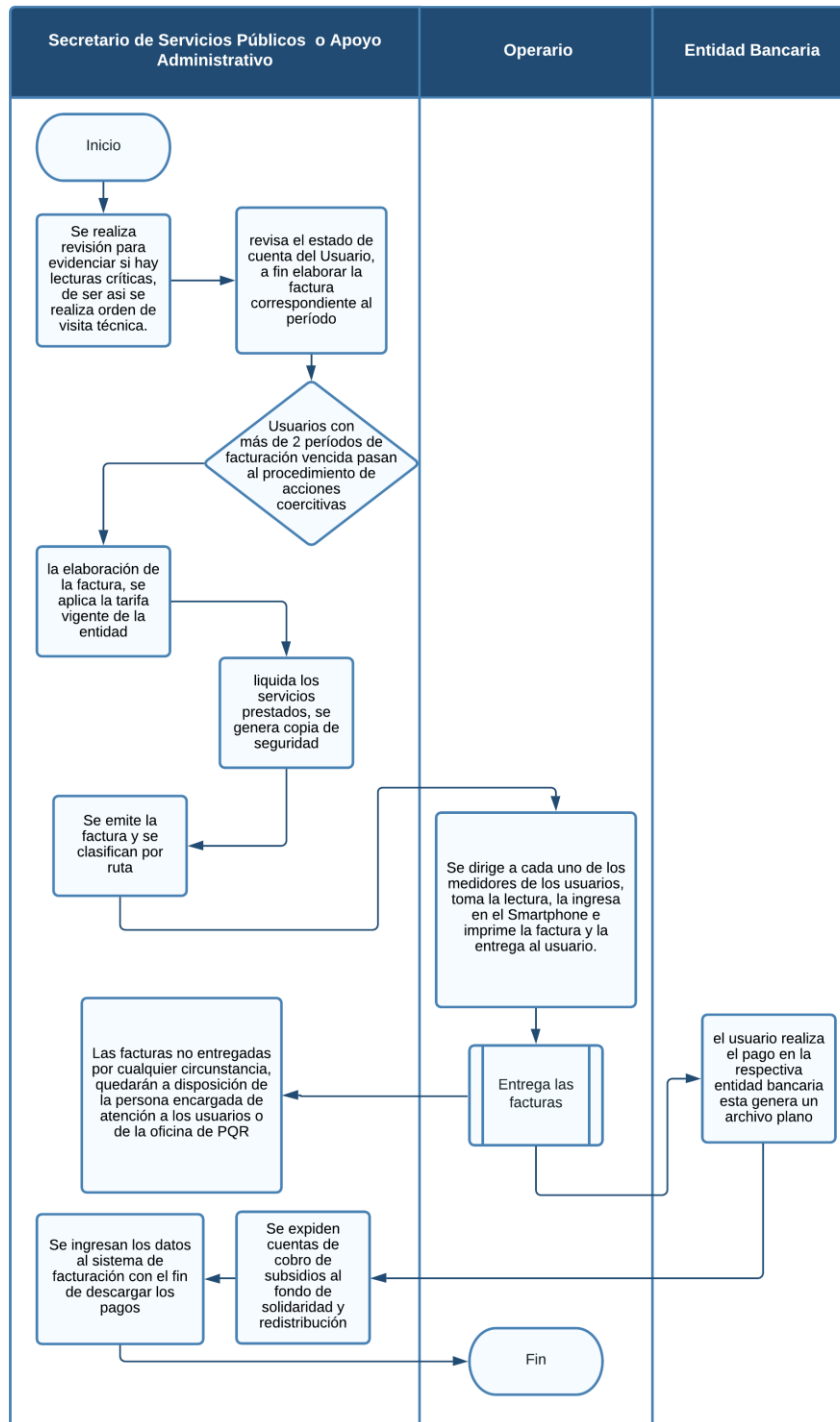 Secretario de Servicios Públicos o Apoyo
Administrativo
Operario
Entidad Bancaria
Inicio
Se realiza
revisión para
evidenciar si hay
lecturas críticas,
de ser asi se
realiza orden de
visita técnica.
revisa el estado de
cuenta del Usuario,
a fin elaborar la
factura
correspondiente al
período
Usuarios con
más de 2 períodos de
facturación vencida pasan
al procedimiento de
acciones
coercitivas
la elaboración de
la factura, se
aplica la tarifa
vigente de la
entidad
liquida los
servicios
prestados, se
genera copia de
seguridad
Se emite la
factura y se
clasifican por
ruta
Se dirige a cada uno de los
medidores de los usuarios,
toma la lectura, la ingresa
en el Smartphone e
imprime la factura y la
entrega al usuario.
Las facturas no entregadas
por cualquier circunstancia,
quedarán a disposición de
la persona encargada de
atención a los usuarios o
de la oficina de PQR
Entrega las
facturas
el usuario realiza
el pago en la
respectiva
entidad bancaria
esta genera un
archivo plano
Se ingresan los datos
al sistema de
facturación con el fin
de descargar los
pagos
Se expiden
cuentas de
cobro de
subsidios al
fondo de
solidaridad y
redistribución
Fin